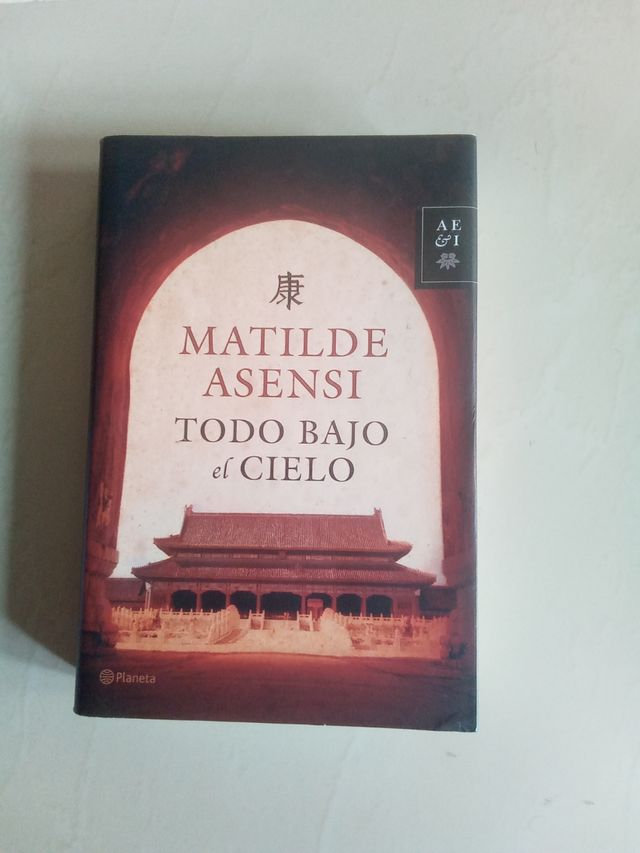 AE
& I
康
MATILDE
ASENSI
TODO BAJO
el CIELO
Planeta